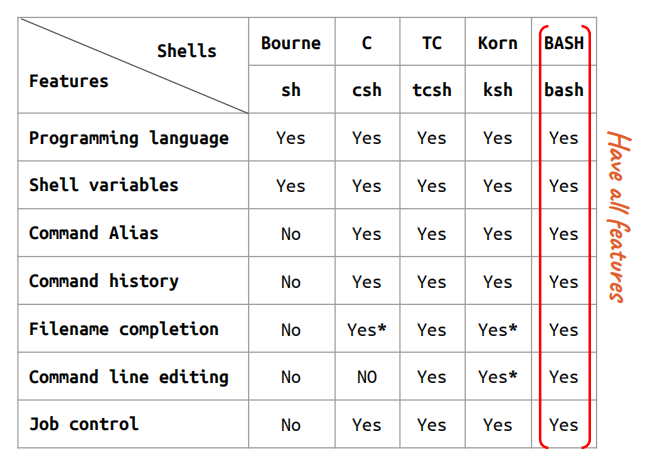 Shells Bourne C TC Korn BASH
Features sh csh tcsh ksh bash
Programming language Yes Yes Yes Yes Yes
Shell variables Yes Yes Yes Yes Yes
Command Alias No Yes Yes Yes Yes
Command history No Yes Yes Yes Yes
Filename completion No Yes* Yes Yes* Yes
Command line editing No NO Yes Yes* Yes
Job control No Yes Yes Yes Yes
Have all features